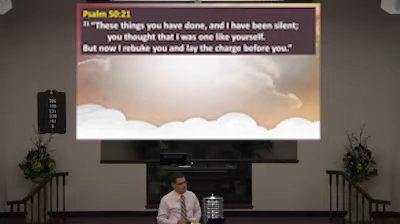 Psalm 50:21
21 “These things you have done, and I have been silent;
you thought that I was one like yourself.
But now I rebuke you and lay the charge before you.”